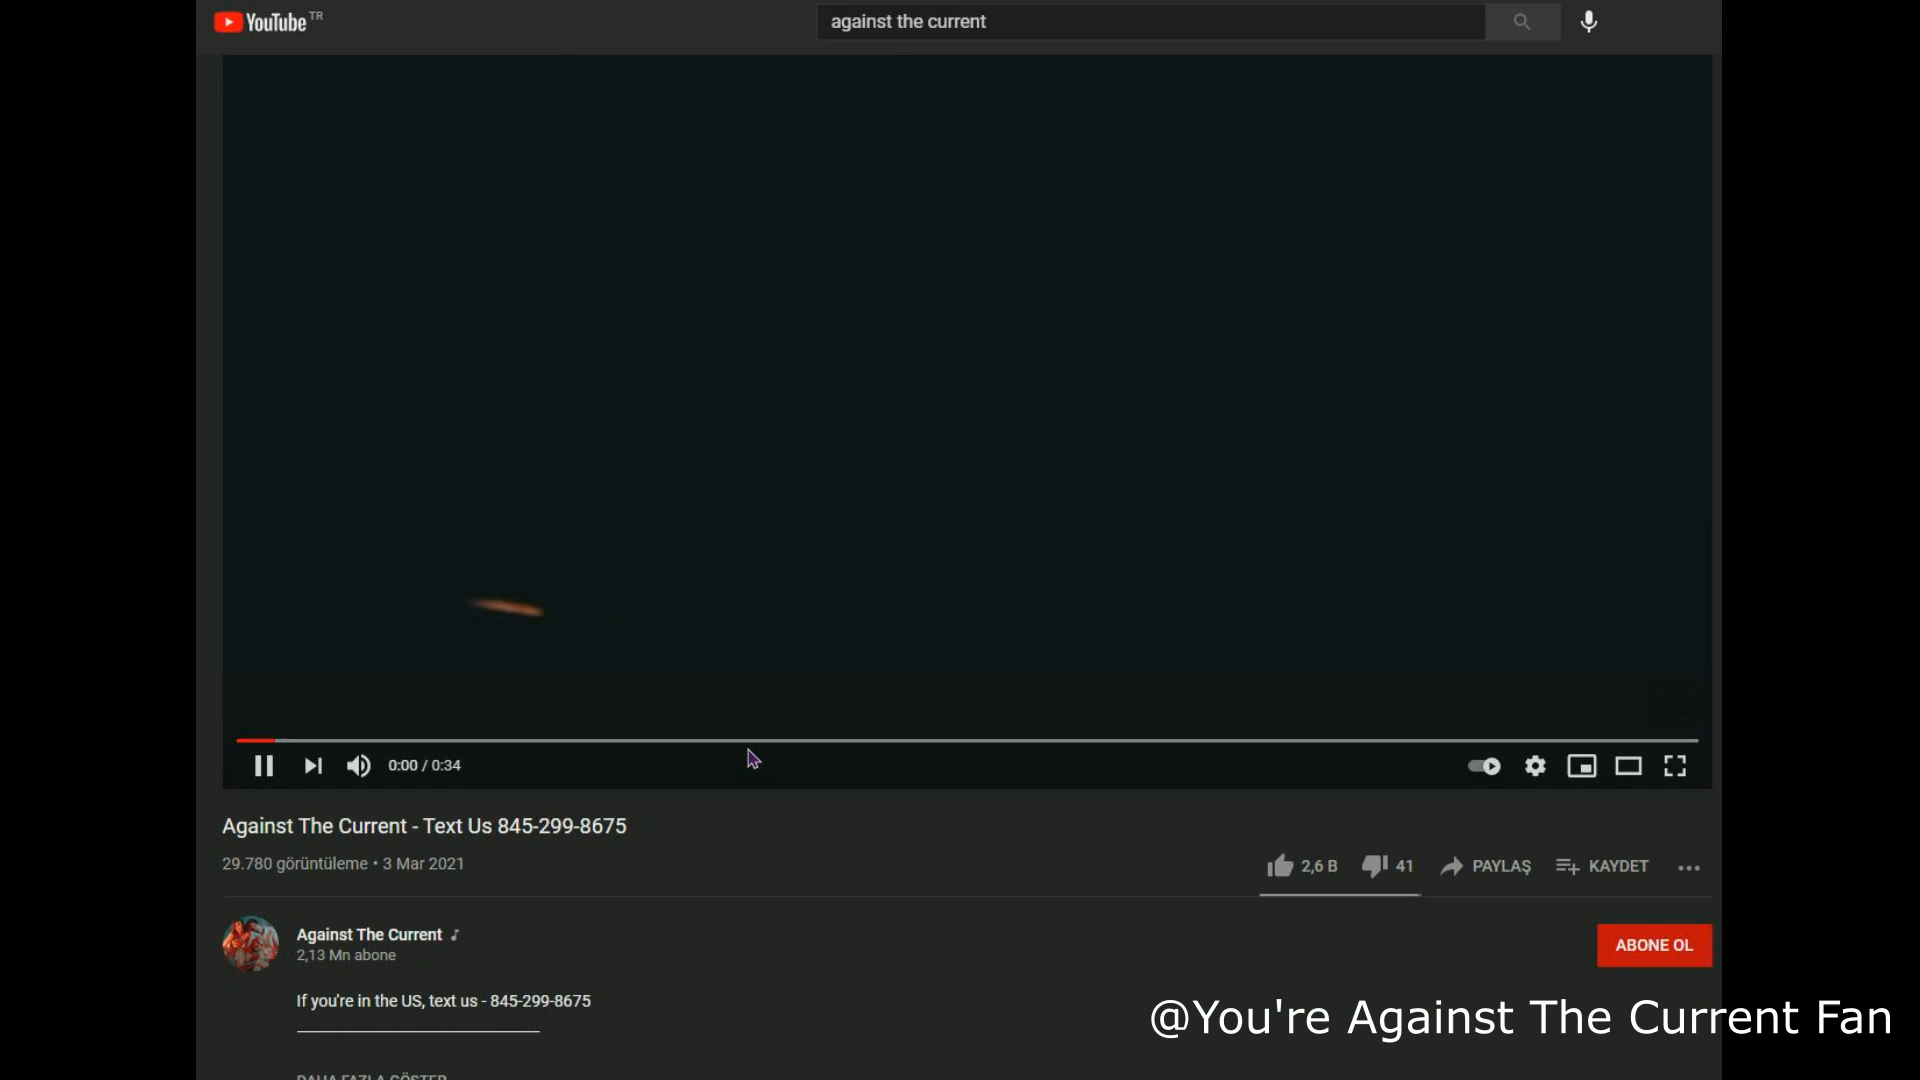 YouTube TR
against the current
0:00 / 0:34
Against The Current - Text Us 845-299-8675
29.780 görüntüleme • 3 Mar 2021
2,6 B 41 PAYLAŞ KAYDET
Against The Current
2,13 Mn abone
ABONE OL
If you're in the US, text us - 845-299-8675
@You're Against The Current Fan
DAHA FAZLA GÖSTER